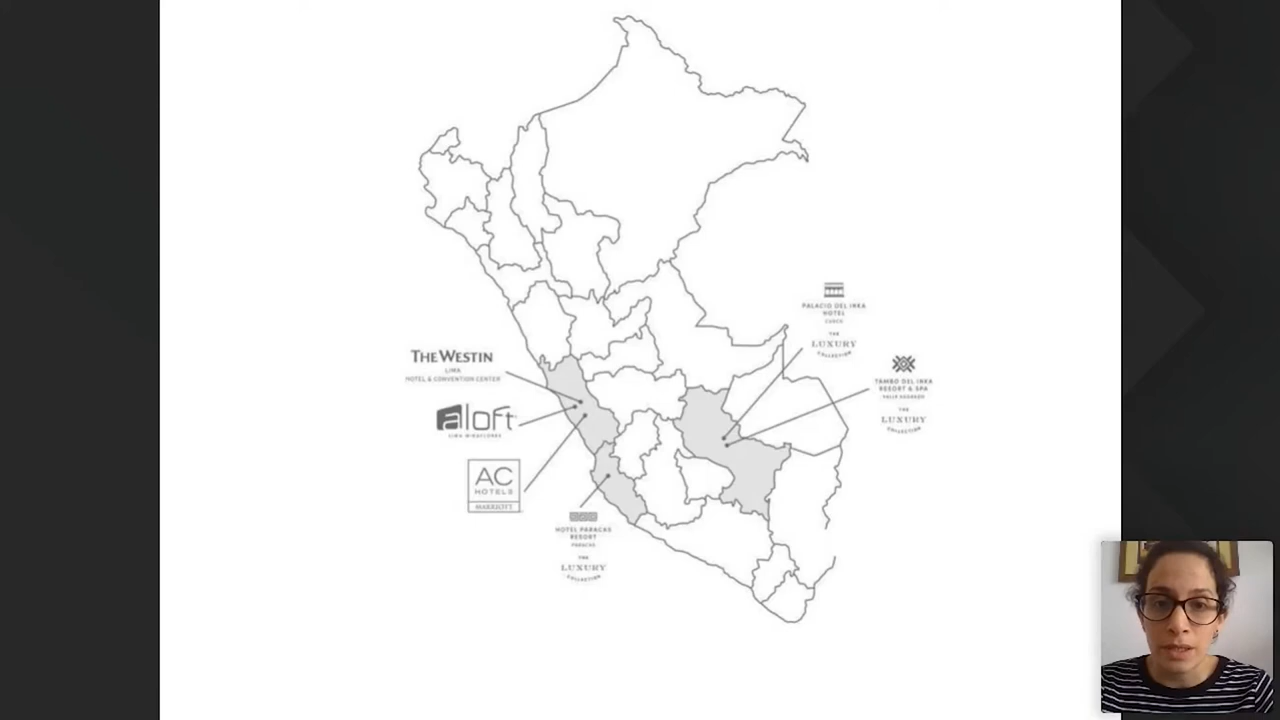 PALACIO DEL INKA
HOTEL
CUSCO
THE
LUXURY
COLLECTION
THE WESTIN
LIMA
HOTEL & CONVENTION CENTER
TAMBO DEL INKA
RESORT & SPA
VALLE SAGRADO
THE
LUXURY
COLLECTION
aloft
LIMA MIRAFLORES
AC
HOTELS
MARRIOTT
HOTEL PARACAS
RESORT
PARACAS
THE
LUXURY
COLLECTION